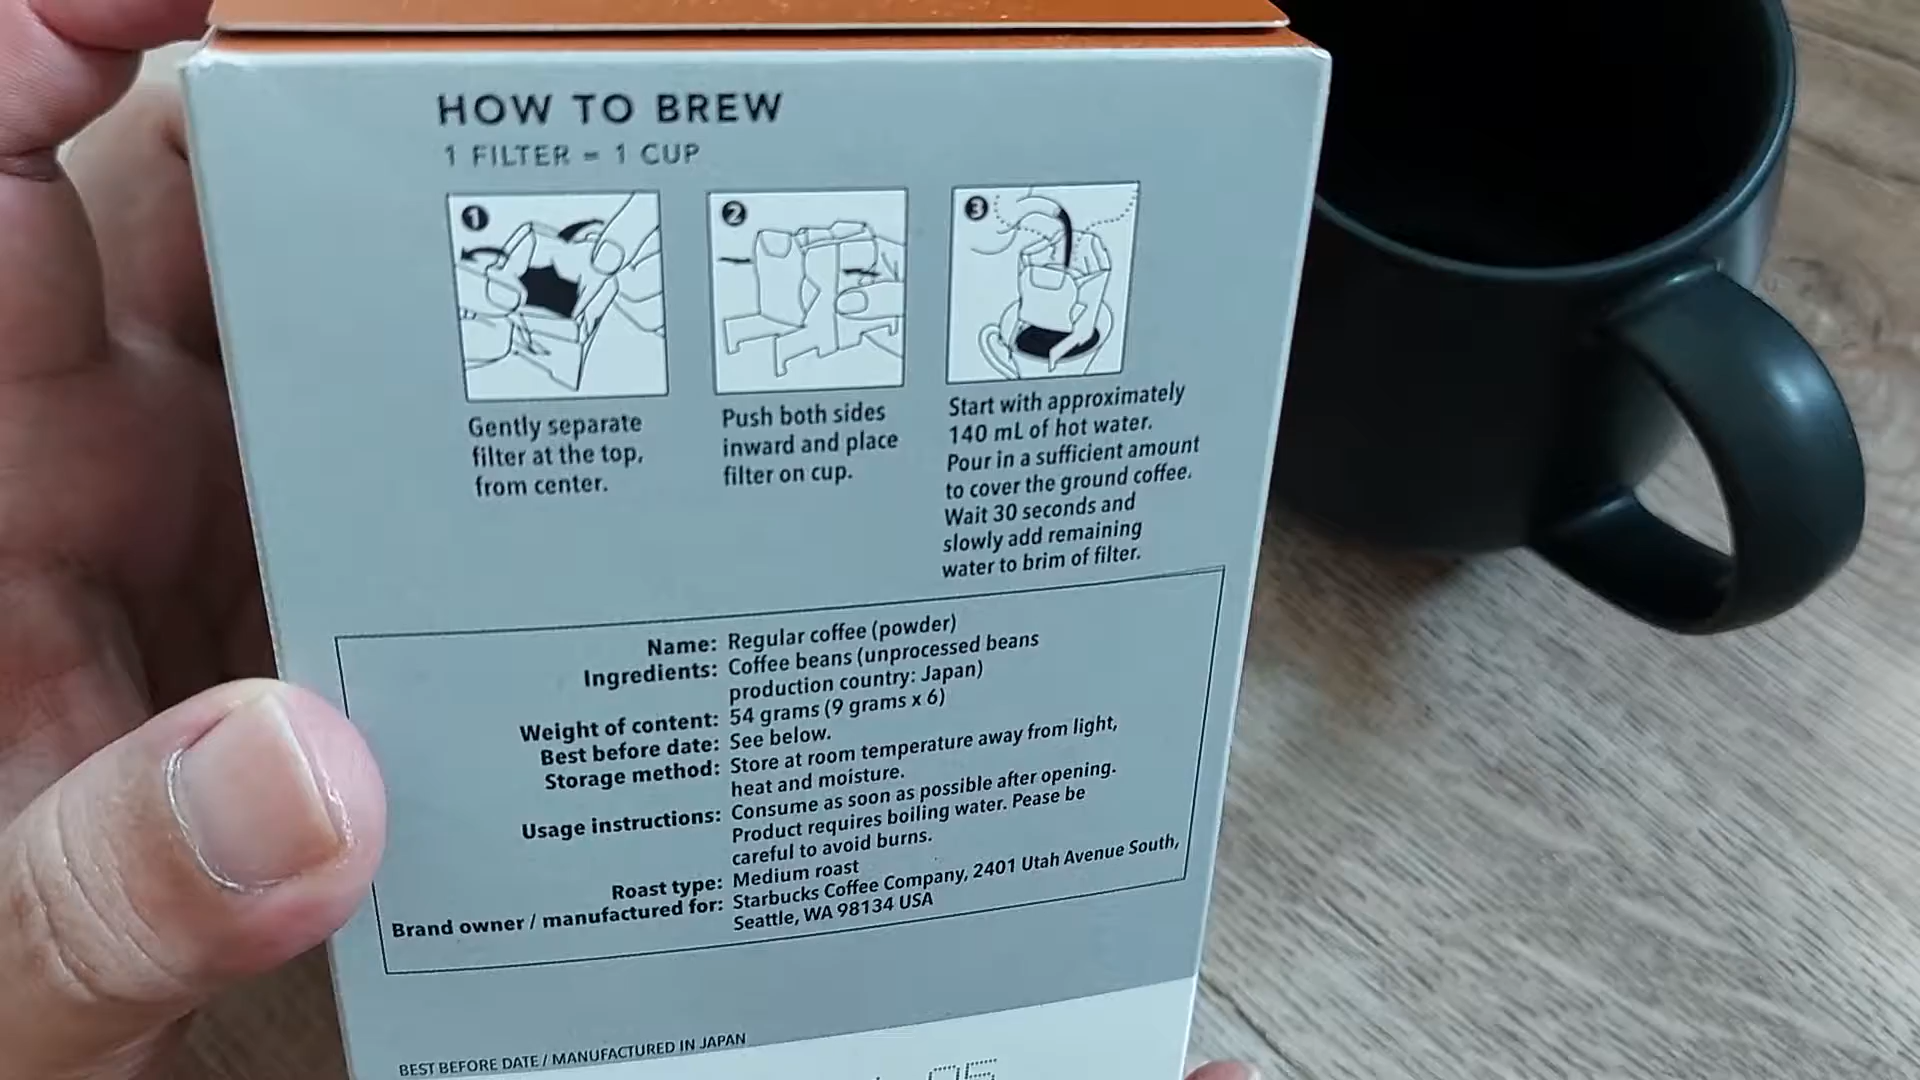 HOW TO BREW
1 FILTER = 1 CUP
1
2
3
Gently separate
filter at the top,
from center.
Push both sides
inward and place
filter on cup.
Start with approximately
140 mL of hot water.
Pour in a sufficient amount
to cover the ground coffee.
Wait 30 seconds and
slowly add remaining
water to brim of filter.
Name: Regular coffee (powder)
Ingredients: Coffee beans (unprocessed beans
production country: Japan)
Weight of content: 54 grams (9 grams x 6)
Best before date: See below.
Storage method: Store at room temperature away from light,
heat and moisture.
Usage instructions: Consume as soon as possible after opening.
Product requires boiling water. Pease be
careful to avoid burns.
Roast type: Medium roast
Brand owner / manufactured for: Starbucks Coffee Company, 2401 Utah Avenue South,
Seattle, WA 98134 USA
BEST BEFORE DATE / MANUFACTURED IN JAPAN